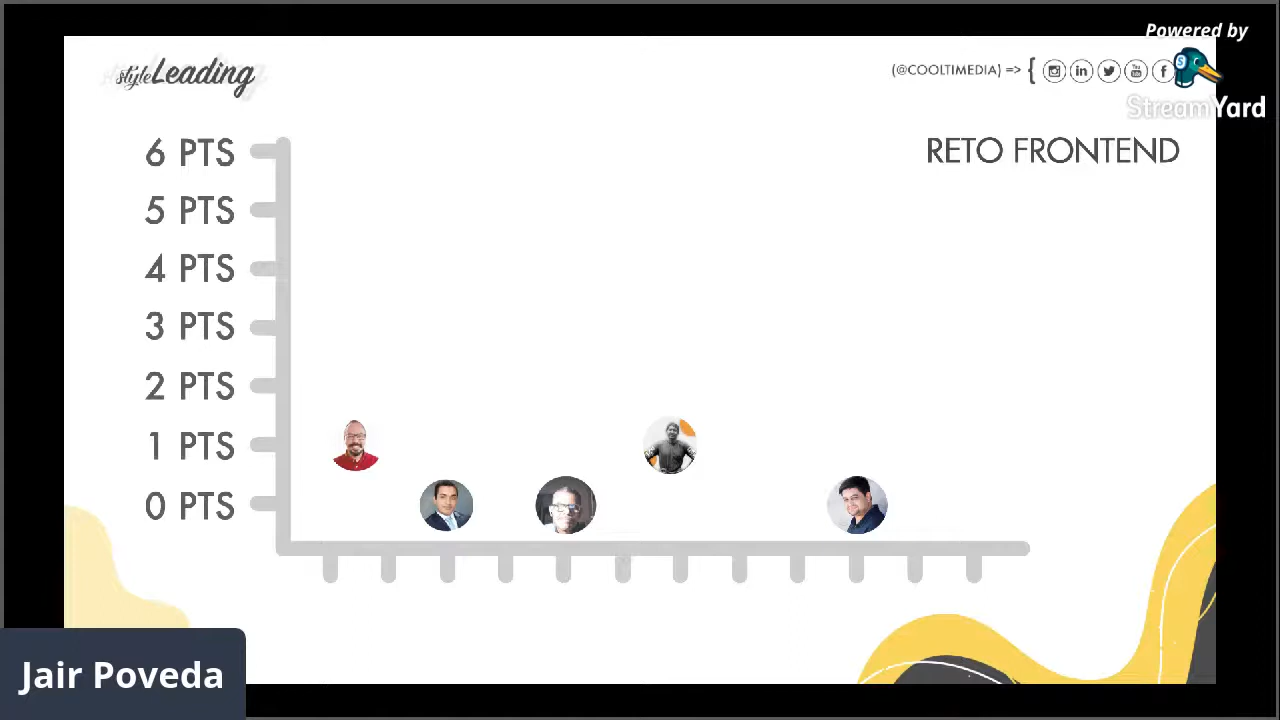 Powered by
StreamYard
styleLeading
(@COOLTIMEDIA) => {
RETO FRONTEND
6 PTS
5 PTS
4 PTS
3 PTS
2 PTS
1 PTS
0 PTS
Jair Poveda